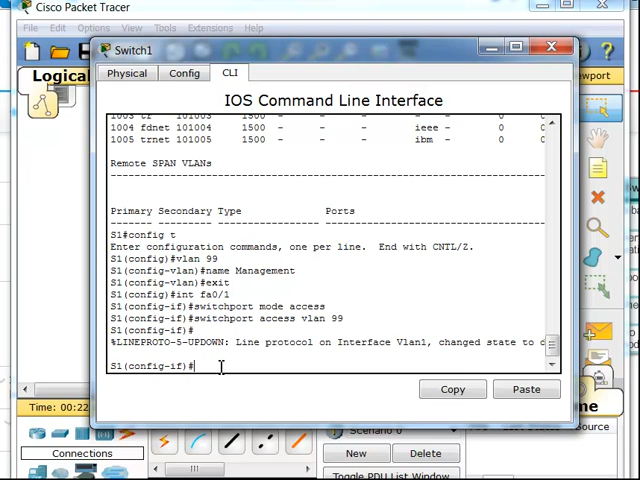 Cisco Packet Tracer
File Edit Options View Tools Extensions Help
Switch1
Logical
Viewport
Physical Config CLI
IOS Command Line Interface
1004 fdnet 101004 1500 - - - ieee - 0 0
1005 trnet 101005 1500 - - - ibm - 0 0
Remote SPAN VLANs
------------------------------------------------------------------------------
Primary Secondary Type Ports
------- --------- ----------------- ------------------------------------------
S1#config t
Enter configuration commands, one per line. End with CNTL/Z.
S1(config)#vlan 99
S1(config-vlan)#name Management
S1(config-vlan)#exit
S1(config)#int fa0/1
S1(config-if)#switchport mode access
S1(config-if)#switchport access vlan 99
S1(config-if)#
%LINEPROTO-5-UPDOWN: Line protocol on Interface Vlan1, changed state to d
S1(config-if)#
Copy Paste
Time: 00:22
me
Connections
Scenario 0
Source
New Delete
Toggle PDU List Window